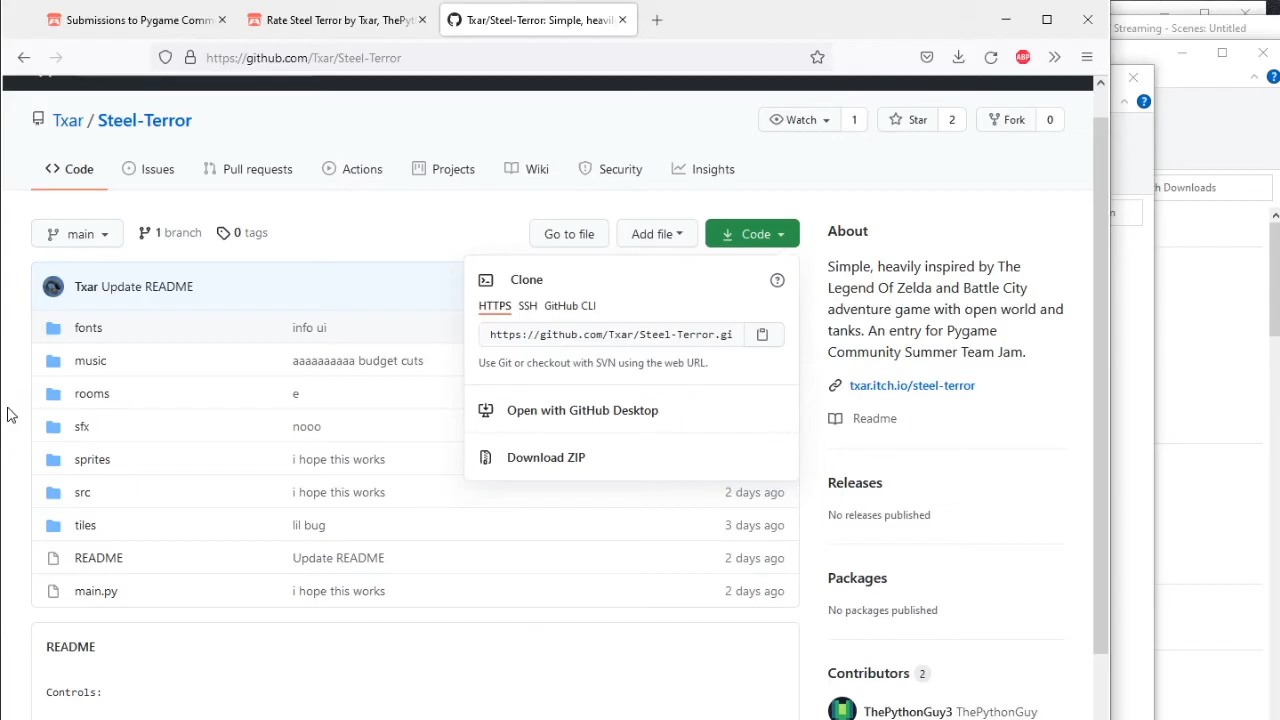 Submissions to Pygame Comm
Rate Steel Terror by Txar, ThePyt
Txar/Steel-Terror: Simple, heavil
Streaming - Scenes: Untitled
https://github.com/Txar/Steel-Terror
ABP
Txar / Steel-Terror
Watch 1
Star 2
Fork 0
Code
Issues
Pull requests
Actions
Projects
Wiki
Security
Insights
h Downloads
main
1 branch
0 tags
Go to file
Add file
Code
About
Txar Update README
Clone
HTTPS SSH GitHub CLI
https://github.com/Txar/Steel-Terror.gi
Use Git or checkout with SVN using the web URL.
Open with GitHub Desktop
Download ZIP
fonts info ui
music aaaaaaaaaa budget cuts
rooms e
sfx nooo
sprites i hope this works
src i hope this works 2 days ago
tiles lil bug 3 days ago
README Update README 2 days ago
main.py i hope this works 2 days ago
Simple, heavily inspired by The
Legend Of Zelda and Battle City
adventure game with open world and
tanks. An entry for Pygame
Community Summer Team Jam.
txar.itch.io/steel-terror
Readme
Releases
No releases published
Packages
No packages published
Contributors 2
ThePythonGuy3 ThePythonGuy
README
Controls: